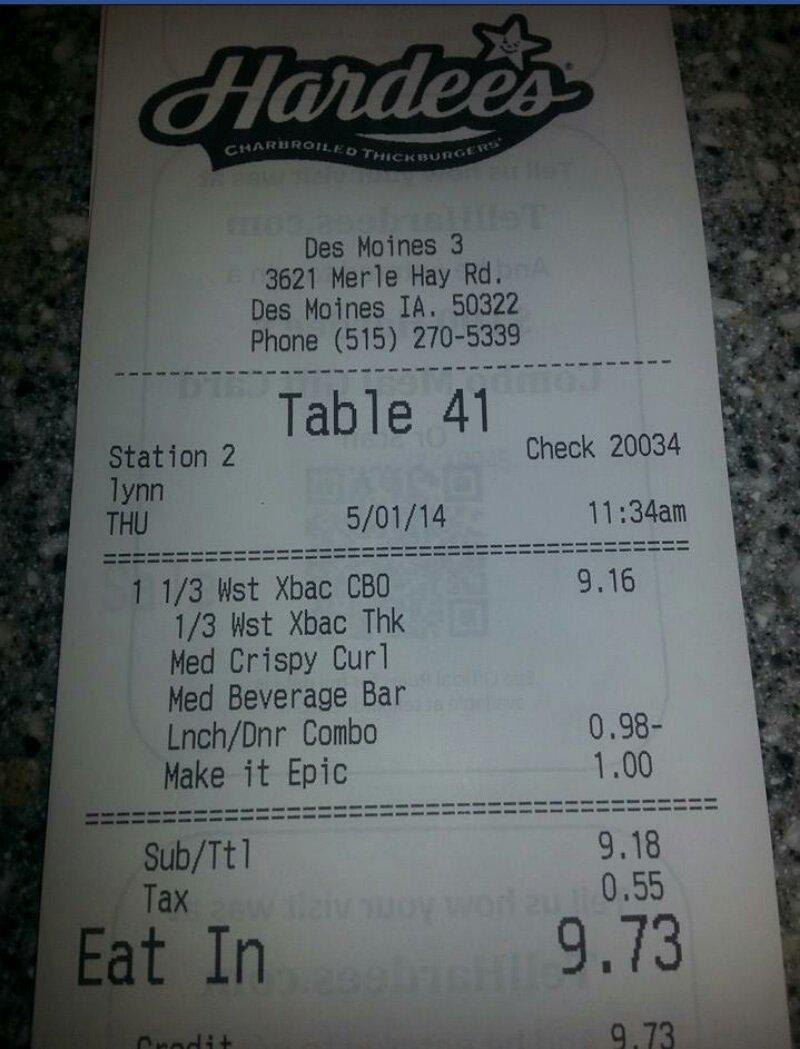 Hardee's
CHARBROILED THICKBURGERS
Des Moines 3
3621 Merle Hay Rd.
Des Moines IA. 50322
Phone (515) 270-5339
Table 41
Station 2 Check 20034
lynn
THU 5/01/14 11:34am
1 1/3 Wst Xbac CBO 9.16
1/3 Wst Xbac Thk
Med Crispy Curl
Med Beverage Bar
Lnch/Dnr Combo 0.98-
Make it Epic 1.00
Sub/Ttl 9.18
Tax 0.55
Eat In 9.73
Credit 9.73